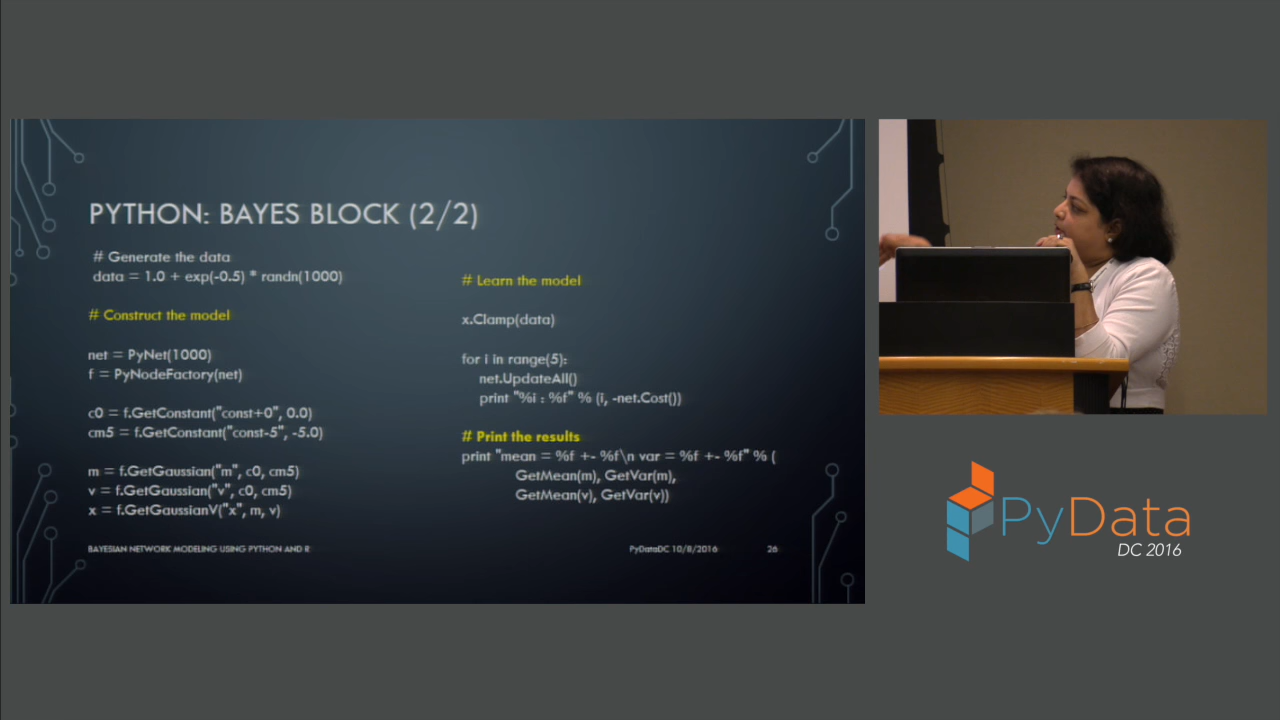 PYTHON: BAYES BLOCK (2/2)
# Generate the data
data = 1.0 + exp(-0.5) * randn(1000)
# Construct the model
net = PyNet(1000)
f = PyNodeFactory(net)
c0 = f.GetConstant("const+0", 0.0)
cm5 = f.GetConstant("const-5", -5.0)
m = f.GetGaussian("m", c0, cm5)
v = f.GetGaussian("v", c0, cm5)
x = f.GetGaussianV("x", m, v)
# Learn the model
x.Clamp(data)
for i in range(5):
net.UpdateAll()
print "%i : %f" % (i, -net.Cost())
# Print the results
print "mean = %f +- %f\n var = %f +- %f" % (
GetMean(m), GetVar(m),
GetMean(v), GetVar(v))
BAYESIAN NETWORK MODELING USING PYTHON AND R
PyDataDC 10/8/2016
26
PyData
DC 2016